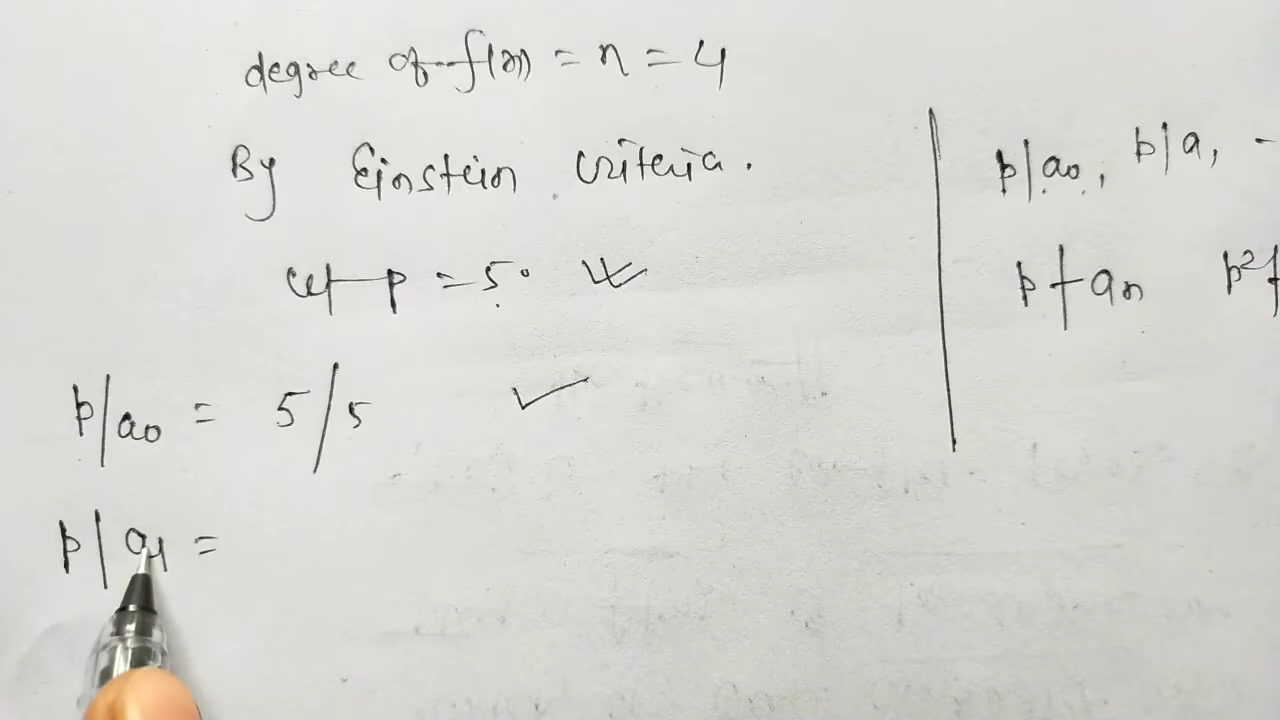 degree of f(x) = n = 4
By Einstein criteria.
let p = 5.
p/a₀ = 5/5 ✓
p|a₁ =
p|a₀, p|a₁ -
p∤aₙ p²∤